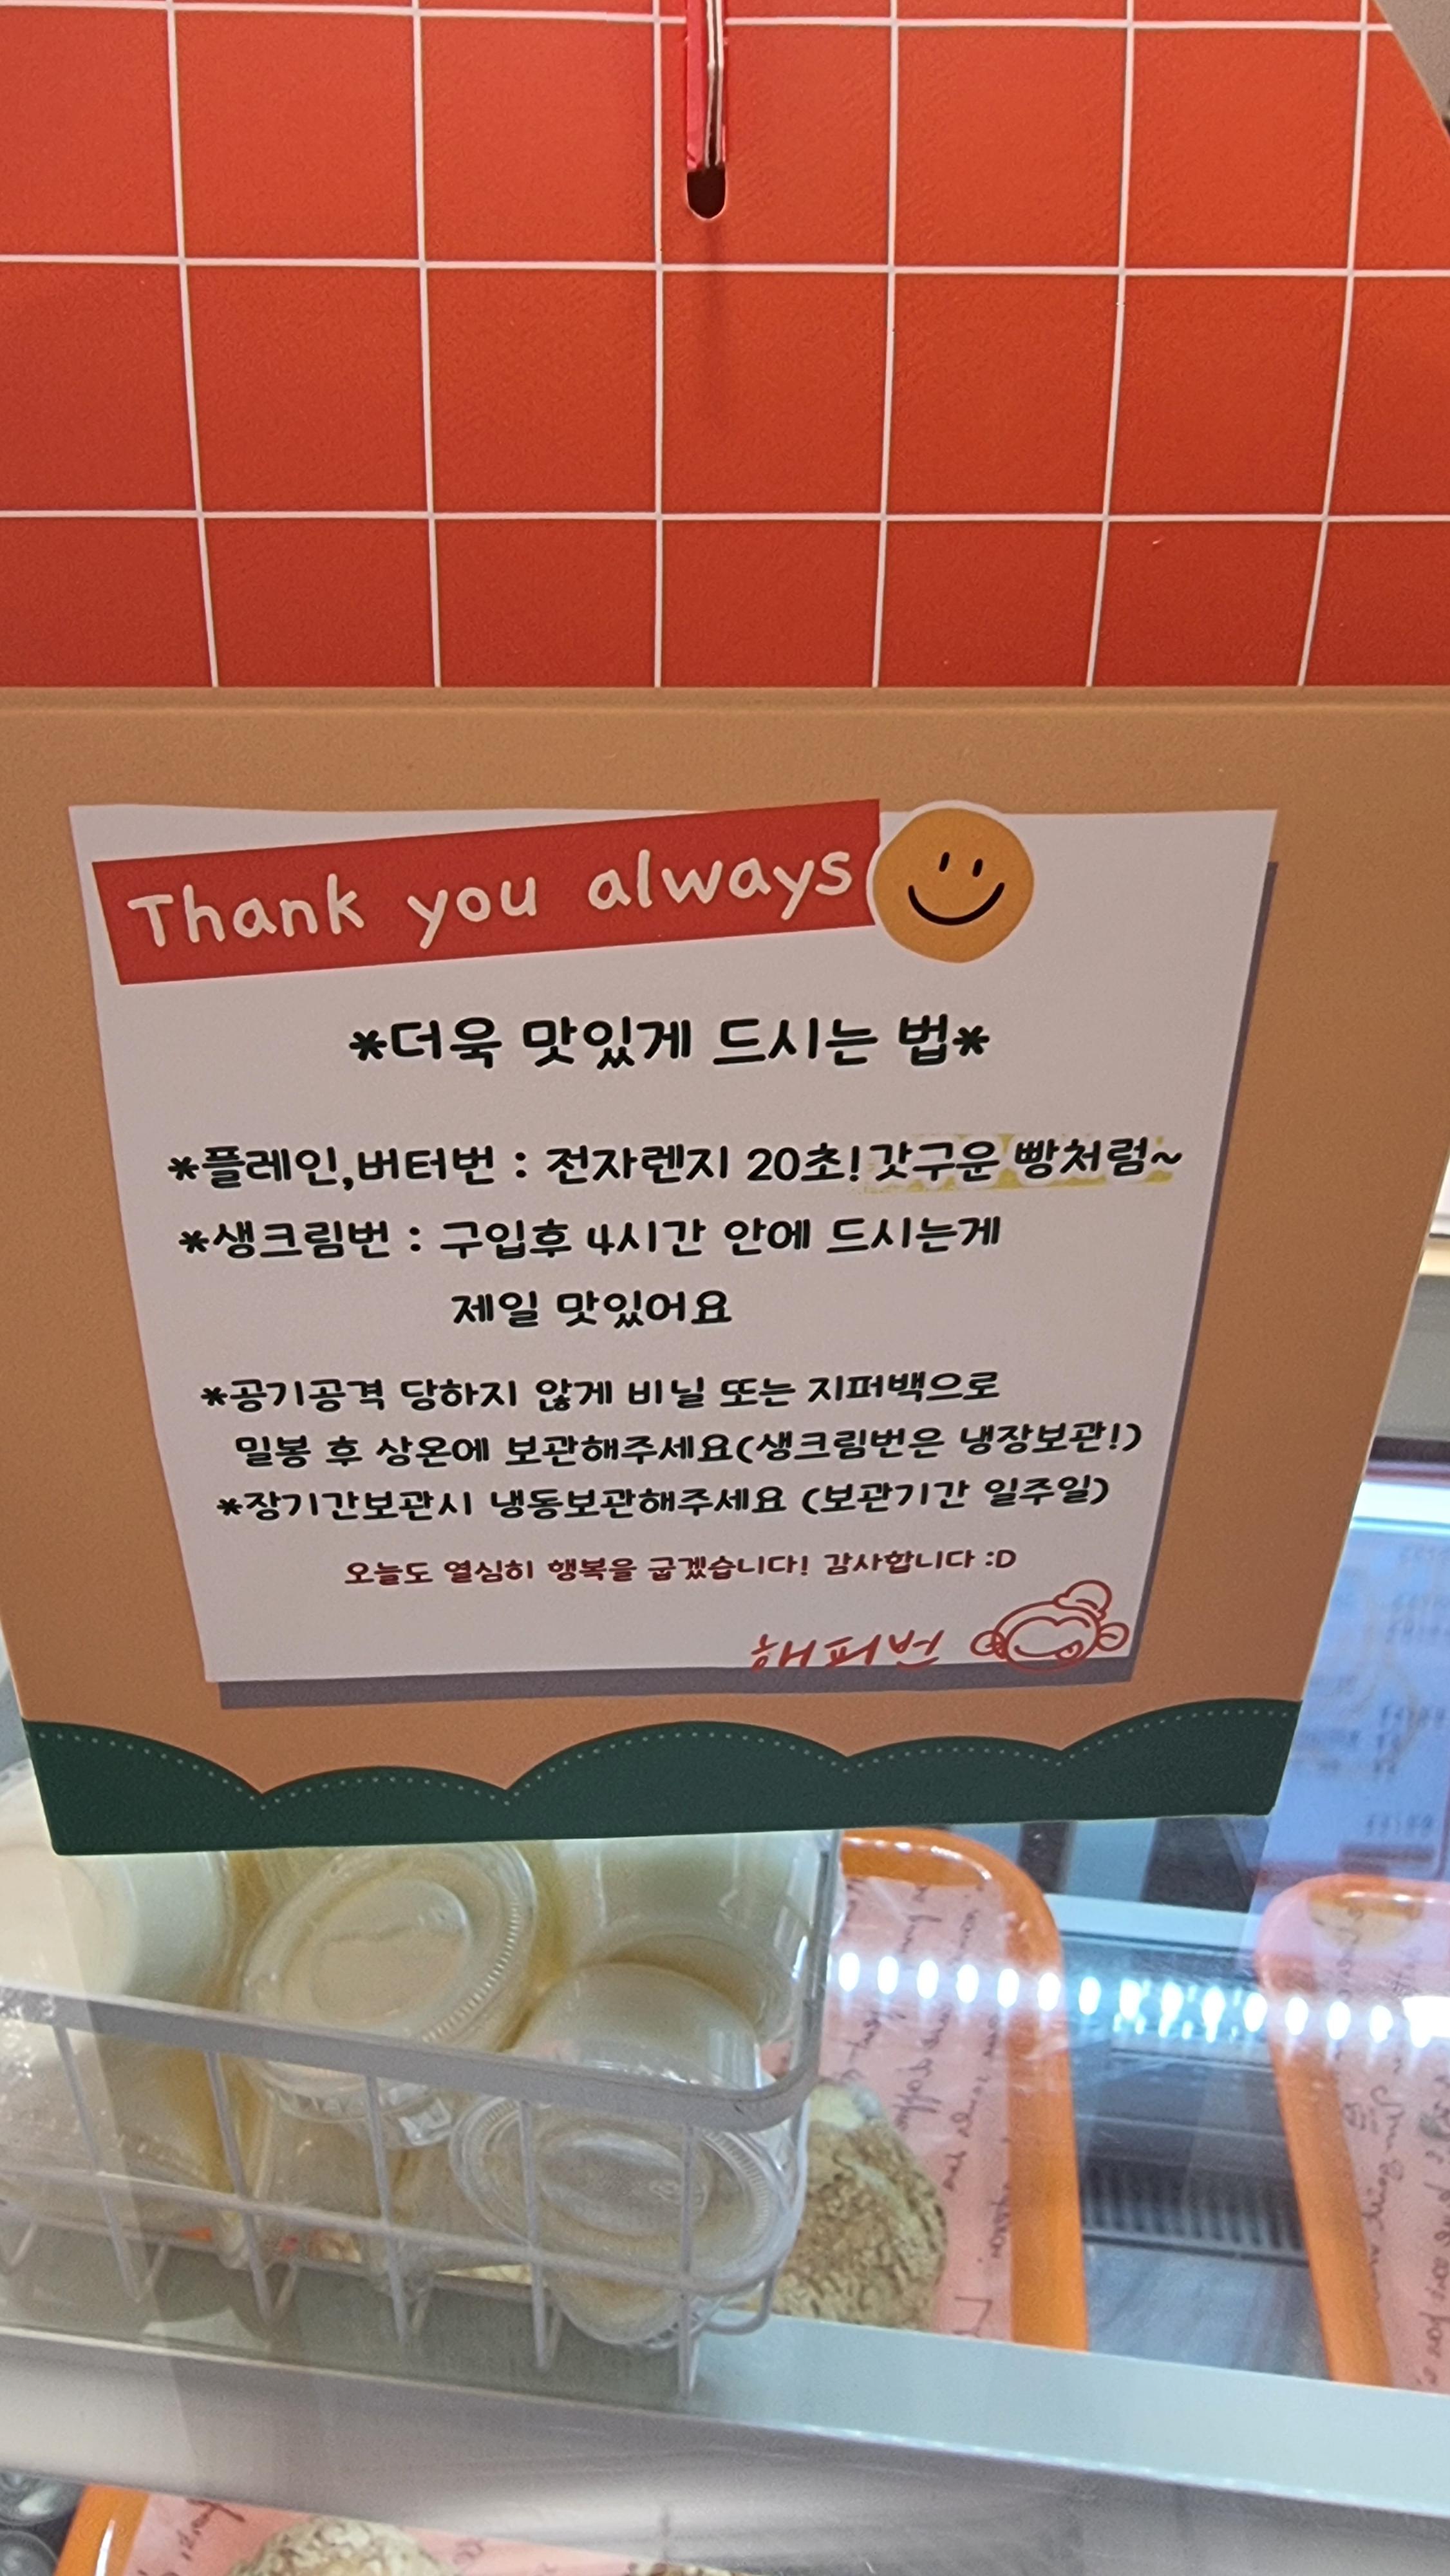 Thank you always
*더욱 맛있게 드시는 법*
*플레인,버터번 : 전자렌지 20초! 갓구운 빵처럼~
*생크림번 : 구입후 4시간 안에 드시는게
제일 맛있어요
*공기공격 당하지 않게 비닐 또는 지퍼백으로
밀봉 후 상온에 보관해주세요(생크림번은 냉장보관!)
*장기간보관시 냉동보관해주세요 (보관기간 일주일)
오늘도 열심히 행복을 굽겠습니다! 감사합니다 :D
해피번